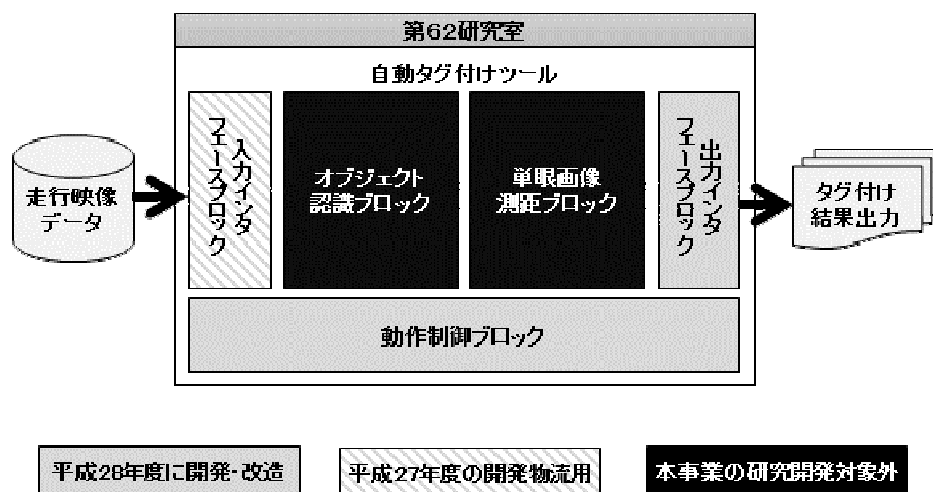 第62研究室
自動タグ付けツール
走行映像
データ
入力インタ
フェースブロック
オブジェクト
認識ブロック
単眼画像
測距ブロック
出力インタ
フェースブロック
タグ付け
結果出力
動作制御ブロック
平成28年度に開発・改造
平成27年度の開発物流用
本事業の研究開発対象外